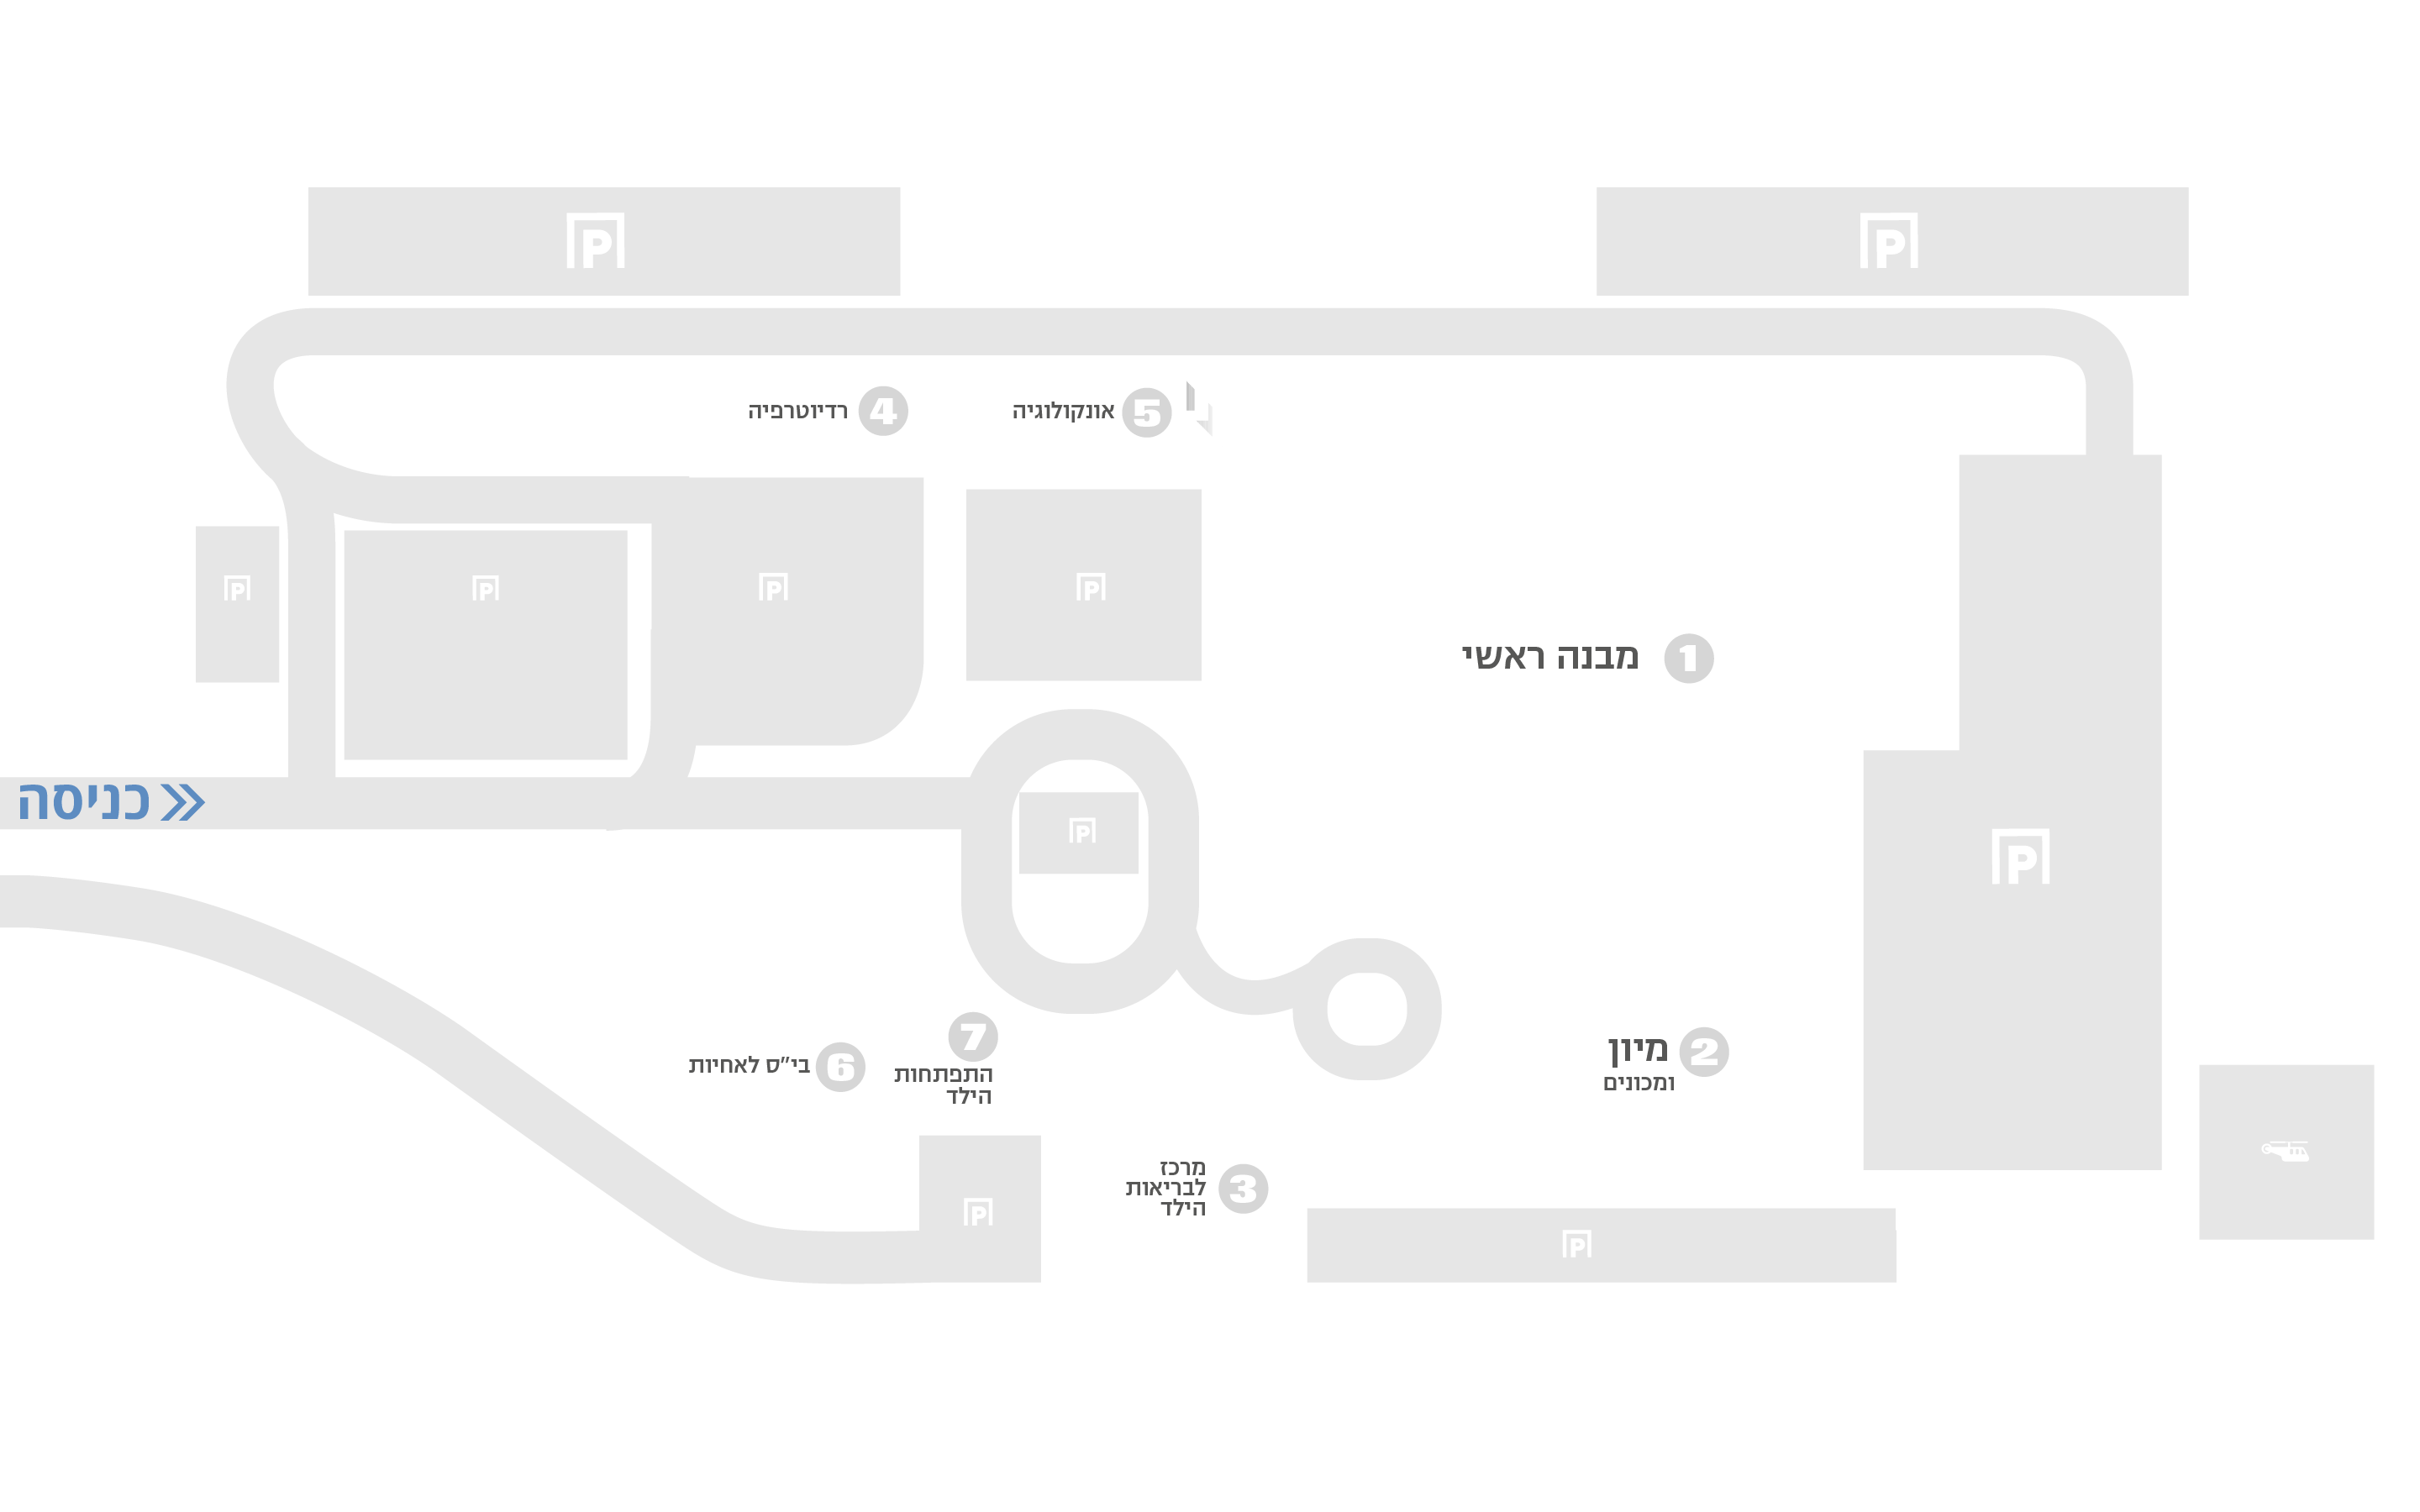 P
P
רדיוטרפיה 4
אונקולוגיה 5
P
P
P
P
1 מבנה ראשי
כניסה
P
P
7
התפתחות
הילד
6 בי"ס לאחיות
2 מיון
ומכונים
3
מרכז
לבריאות
הילד
P
P